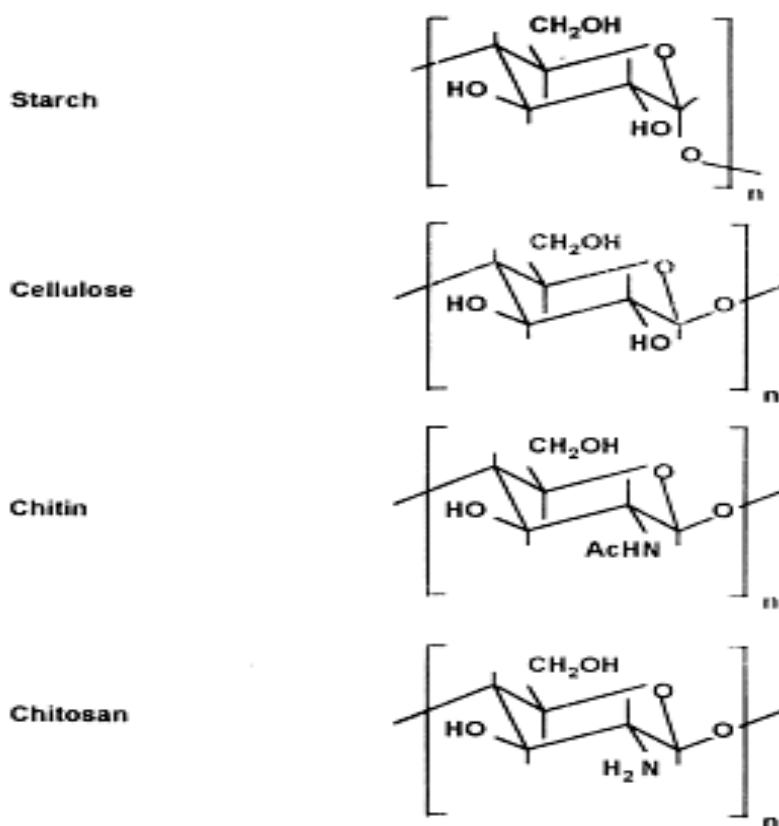 CH₂OH
O
Starch
HO
HO
O
n
CH₂OH
O
Cellulose
HO
O
HO
n
CH₂OH
O
Chitin
HO
O
AcHN
n
CH₂OH
O
Chitosan
HO
O
H₂N
n